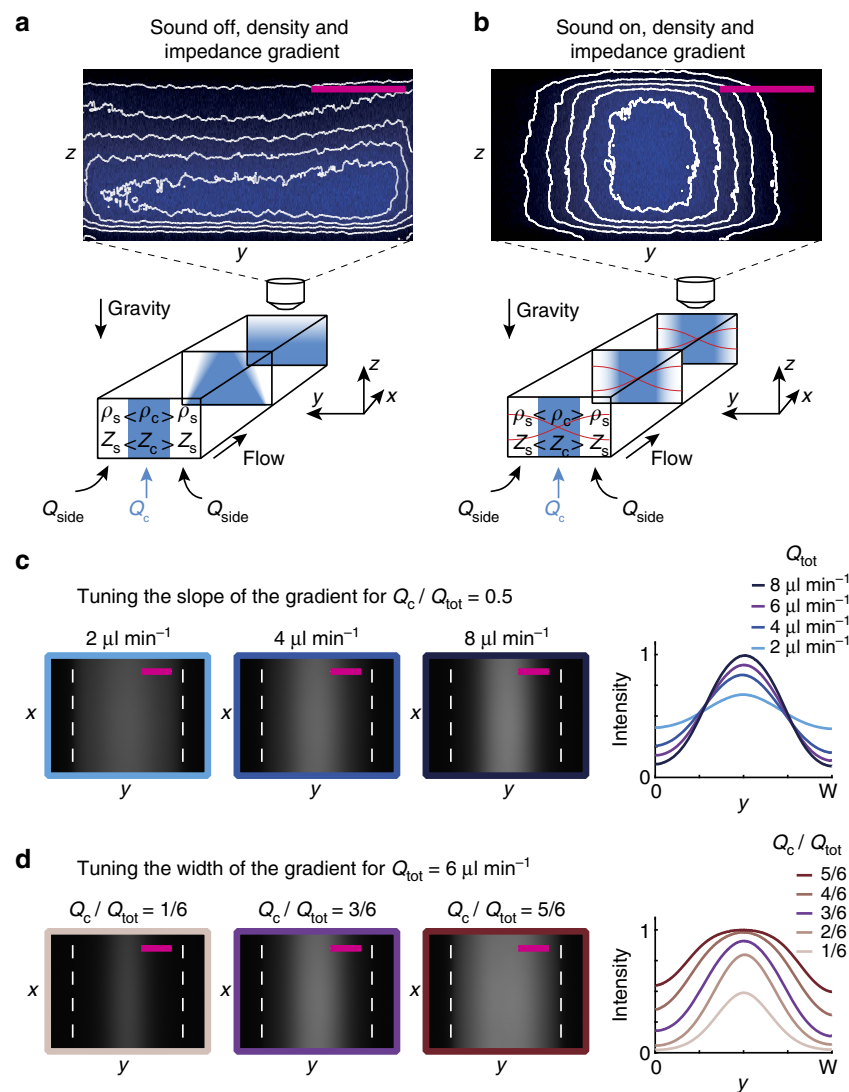 a
Sound off, density and
impedance gradient
z
y
Gravity
z
y
x
ρs < ρc > ρs
Zs < Zc > Zs
Flow
Qside
Qc
Qside
b
Sound on, density and
impedance gradient
z
y
Gravity
z
y
x
ρs < ρc > ρs
Zs < Zc > Zs
Flow
Qside
Qc
Qside
c
Tuning the slope of the gradient for Qc / Qtot = 0.5
2 μl min⁻¹
4 μl min⁻¹
8 μl min⁻¹
x
y
x
y
x
y
Qtot
8 μl min⁻¹
6 μl min⁻¹
4 μl min⁻¹
2 μl min⁻¹
1
Intensity
0
0
W
y
d
Tuning the width of the gradient for Qtot = 6 μl min⁻¹
Qc / Qtot = 1/6
Qc / Qtot = 3/6
Qc / Qtot = 5/6
x
y
x
y
x
y
Qc / Qtot
5/6
4/6
3/6
2/6
1/6
1
Intensity
0
0
W
y